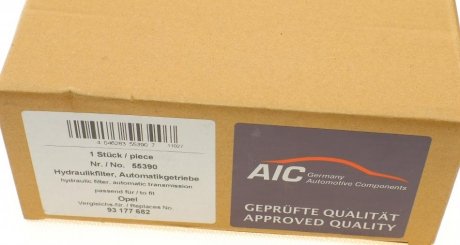 4 046283 55390 7
11027
1 Stück / piece
Nr. / No. 55390
Hydraulikfilter, Automatikgetriebe
hydraulic filter, automatic transmission
passend für / to fit
Opel
Vergleichs-Nr. / Replaces No.
93 177 682
AIC Germany
Automotive Components
GEPRÜFTE QUALITÄT
APPROVED QUALITY